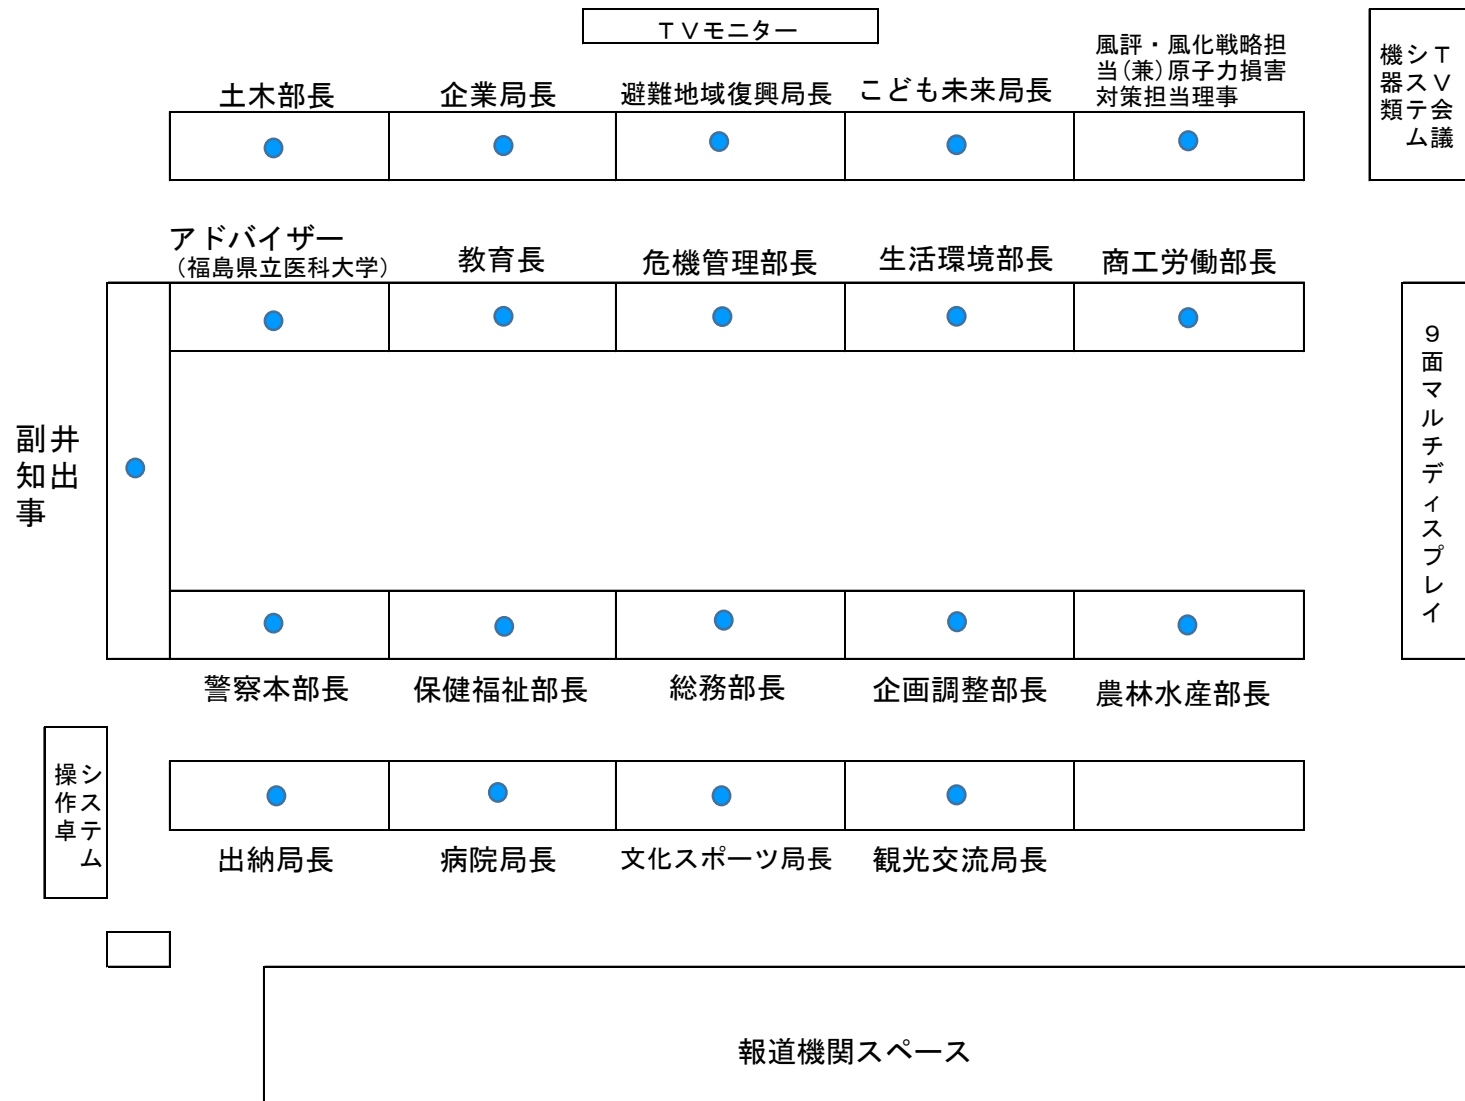 ＴＶモニター
ＴＶ会議
システム
機器類
土木部長
企業局長
避難地域復興局長
こども未来局長
風評・風化戦略担
当(兼)原子力損害
対策担当理事
アドバイザー
（福島県立医科大学）
教育長
危機管理部長
生活環境部長
商工労働部長
井出
副知事
９面マルチディスプレイ
警察本部長
保健福祉部長
総務部長
企画調整部長
農林水産部長
システム
操作卓
出納局長
病院局長
文化スポーツ局長
観光交流局長
報道機関スペース